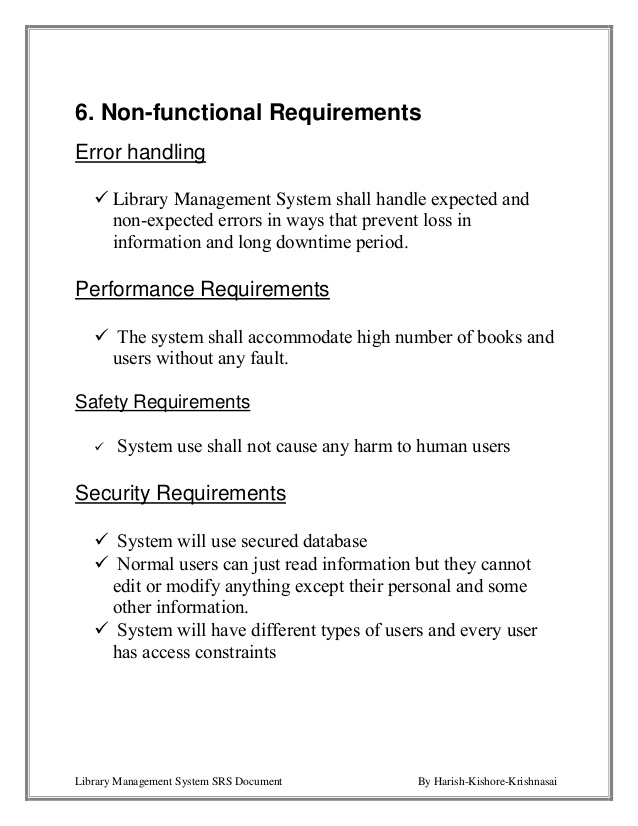 6. Non-functional Requirements
Error handling
✓ Library Management System shall handle expected and
non-expected errors in ways that prevent loss in
information and long downtime period.
Performance Requirements
✓ The system shall accommodate high number of books and
users without any fault.
Safety Requirements
✓ System use shall not cause any harm to human users
Security Requirements
✓ System will use secured database
✓ Normal users can just read information but they cannot
edit or modify anything except their personal and some
other information.
✓ System will have different types of users and every user
has access constraints
Library Management System SRS Document By Harish-Kishore-Krishnasai